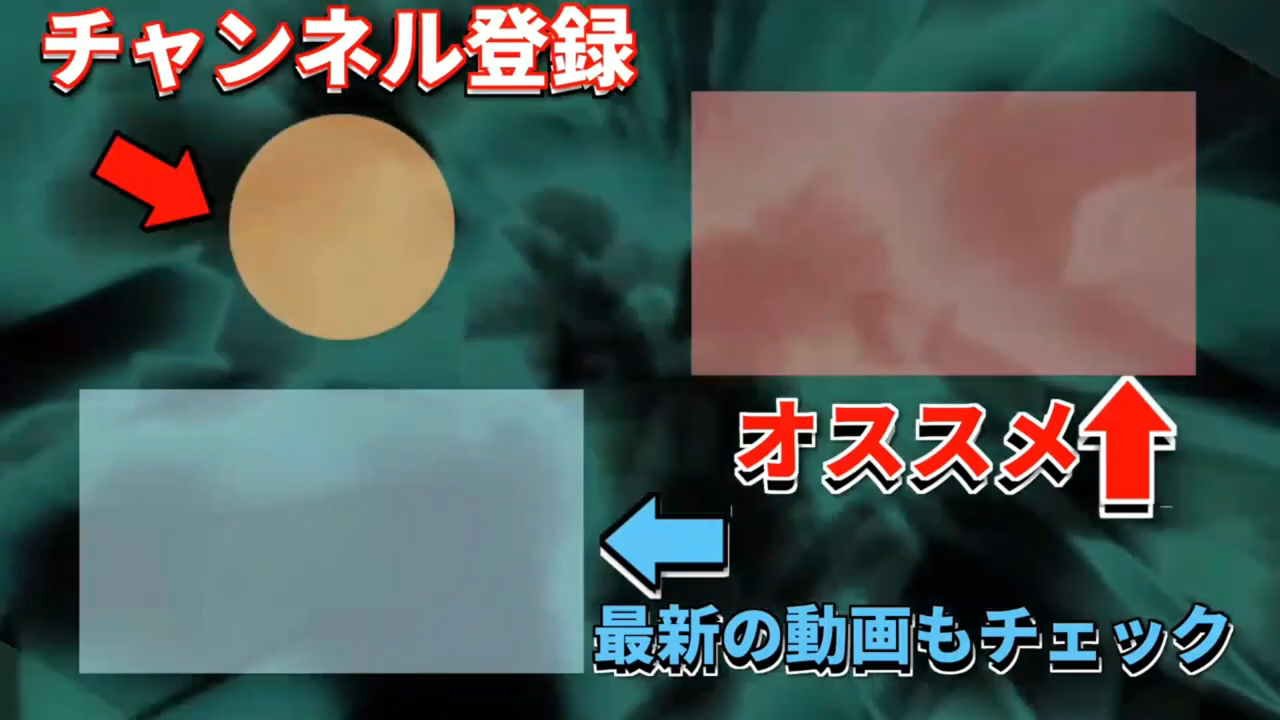 チャンネル登録
オススメ
最新の動画もチェック